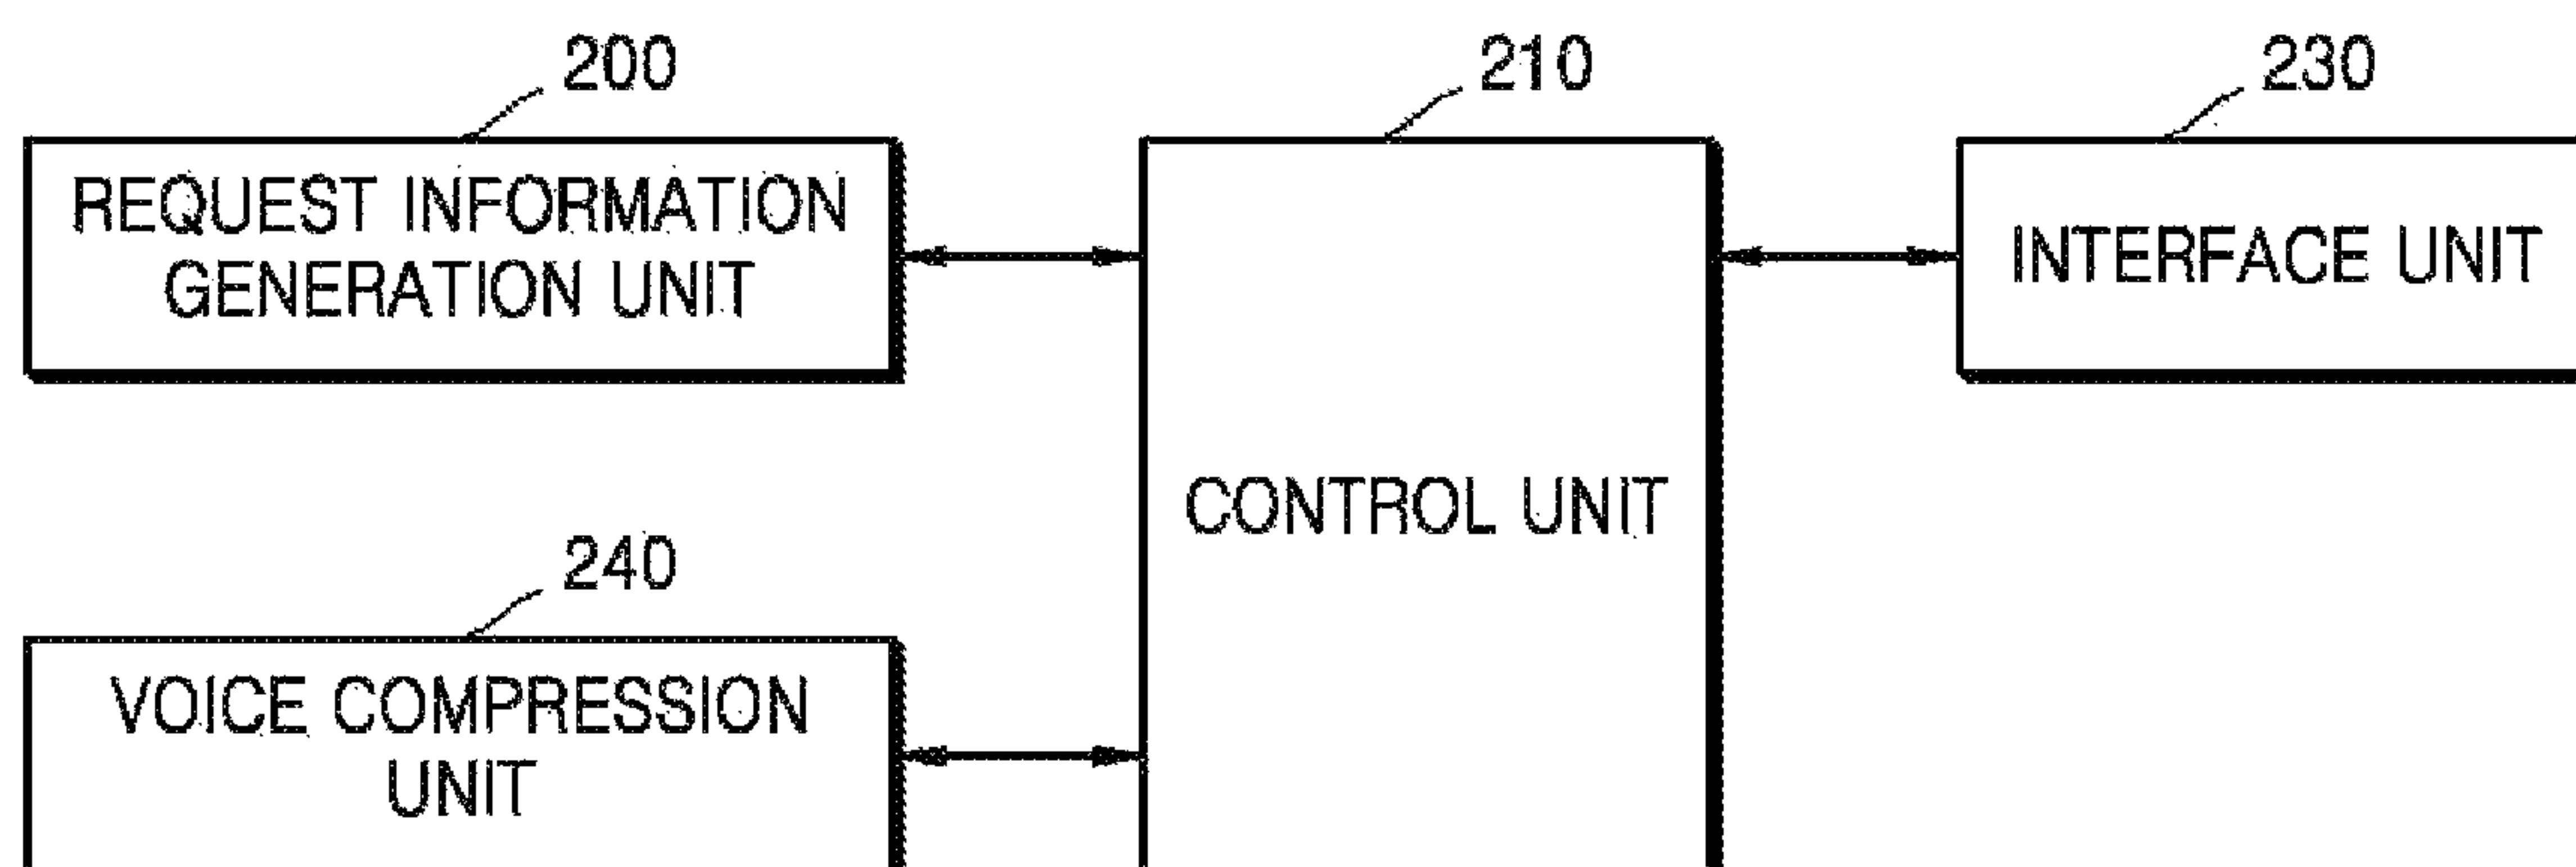 200
210
230
REQUEST INFORMATION
GENERATION UNIT
INTERFACE UNIT
CONTROL UNIT
240
VOICE COMPRESSION
UNIT